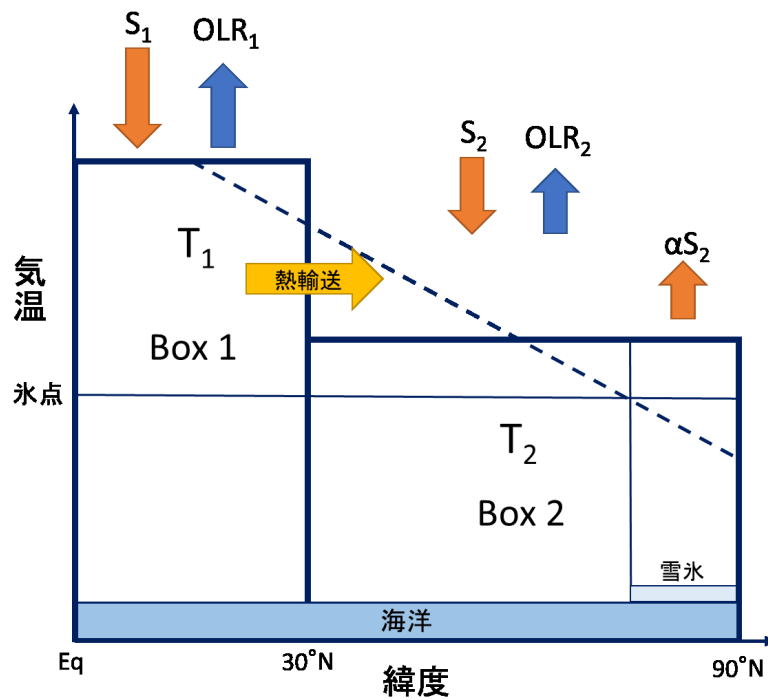 S₁
OLR₁
S₂
OLR₂
αS₂
T₁
熱輸送
気温
Box 1
氷点
T₂
Box 2
雪氷
海洋
Eq
30°N
90°N
緯度